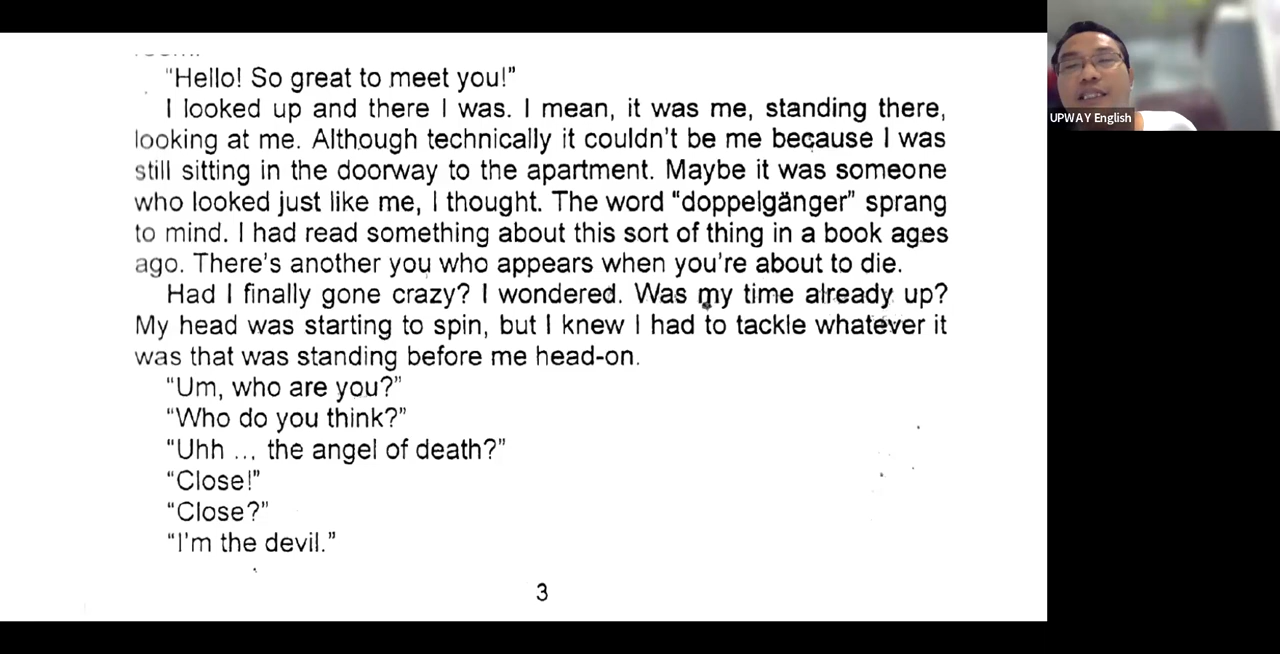 "Hello! So great to meet you!"
I looked up and there I was. I mean, it was me, standing there,
looking at me. Although technically it couldn't be me because I was
still sitting in the doorway to the apartment. Maybe it was someone
who looked just like me, I thought. The word "doppelgänger" sprang
to mind. I had read something about this sort of thing in a book ages
ago. There's another you who appears when you're about to die.
Had I finally gone crazy? I wondered. Was my time already up?
My head was starting to spin, but I knew I had to tackle whatever it
was that was standing before me head-on.
"Um, who are you?"
"Who do you think?"
"Uhh ... the angel of death?"
"Close!"
"Close?"
"I'm the devil."
3
UPWAY English